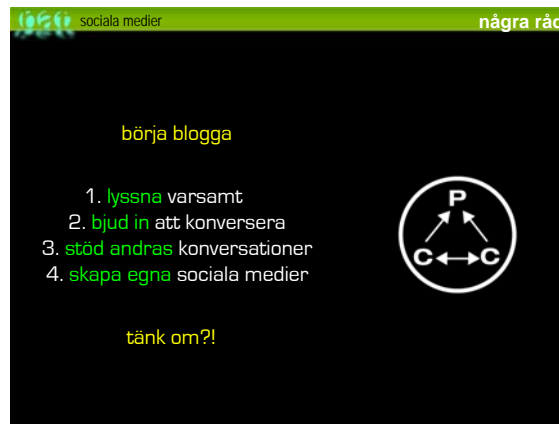 sociala medier
några råd
börja blogga
1. lyssna varsamt
2. bjud in att konversera
3. stöd andras konversationer
4. skapa egna sociala medier
P
C C
tänk om?!